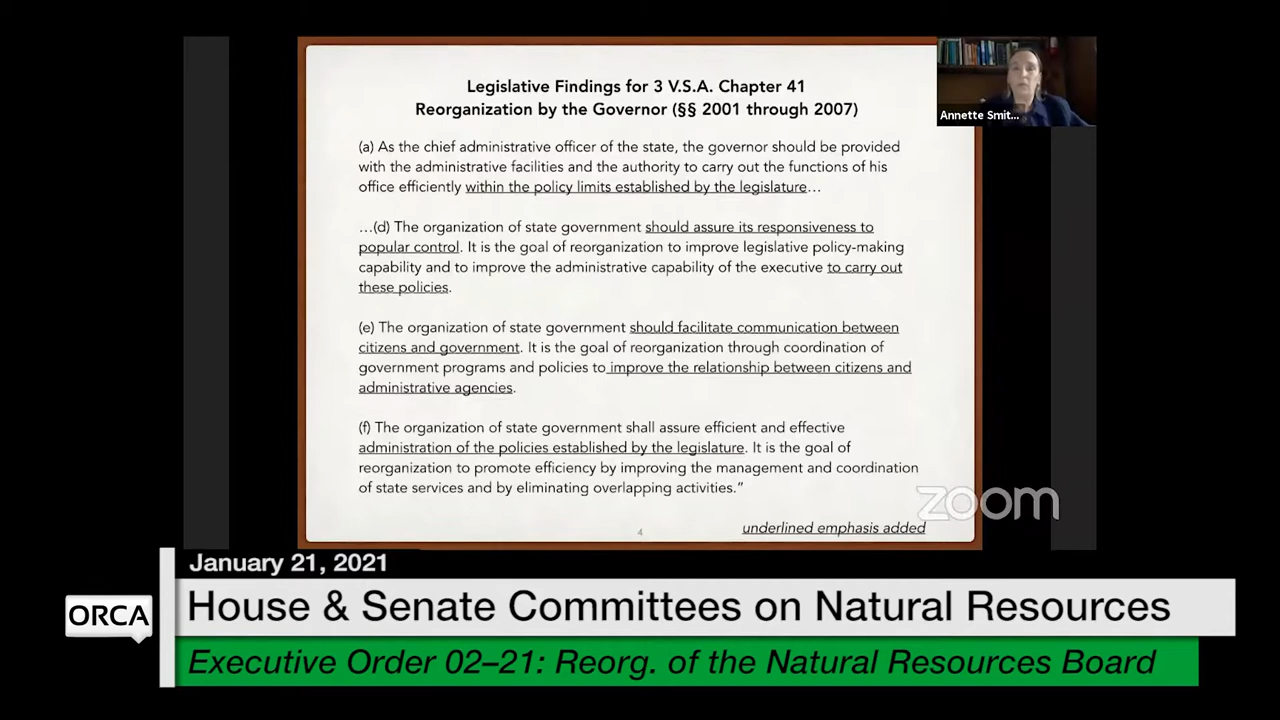 Legislative Findings for 3 V.S.A. Chapter 41
Reorganization by the Governor (§§ 2001 through 2007)
Annette Smit...
(a) As the chief administrative officer of the state, the governor should be provided
with the administrative facilities and the authority to carry out the functions of his
office efficiently within the policy limits established by the legislature…
…(d) The organization of state government should assure its responsiveness to
popular control. It is the goal of reorganization to improve legislative policy-making
capability and to improve the administrative capability of the executive to carry out
these policies.
(e) The organization of state government should facilitate communication between
citizens and government. It is the goal of reorganization through coordination of
government programs and policies to improve the relationship between citizens and
administrative agencies.
(f) The organization of state government shall assure efficient and effective
administration of the policies established by the legislature. It is the goal of
reorganization to promote efficiency by improving the management and coordination
of state services and by eliminating overlapping activities.”
zoom
4
underlined emphasis added
January 21, 2021
ORCA
House & Senate Committees on Natural Resources
Executive Order 02–21: Reorg. of the Natural Resources Board